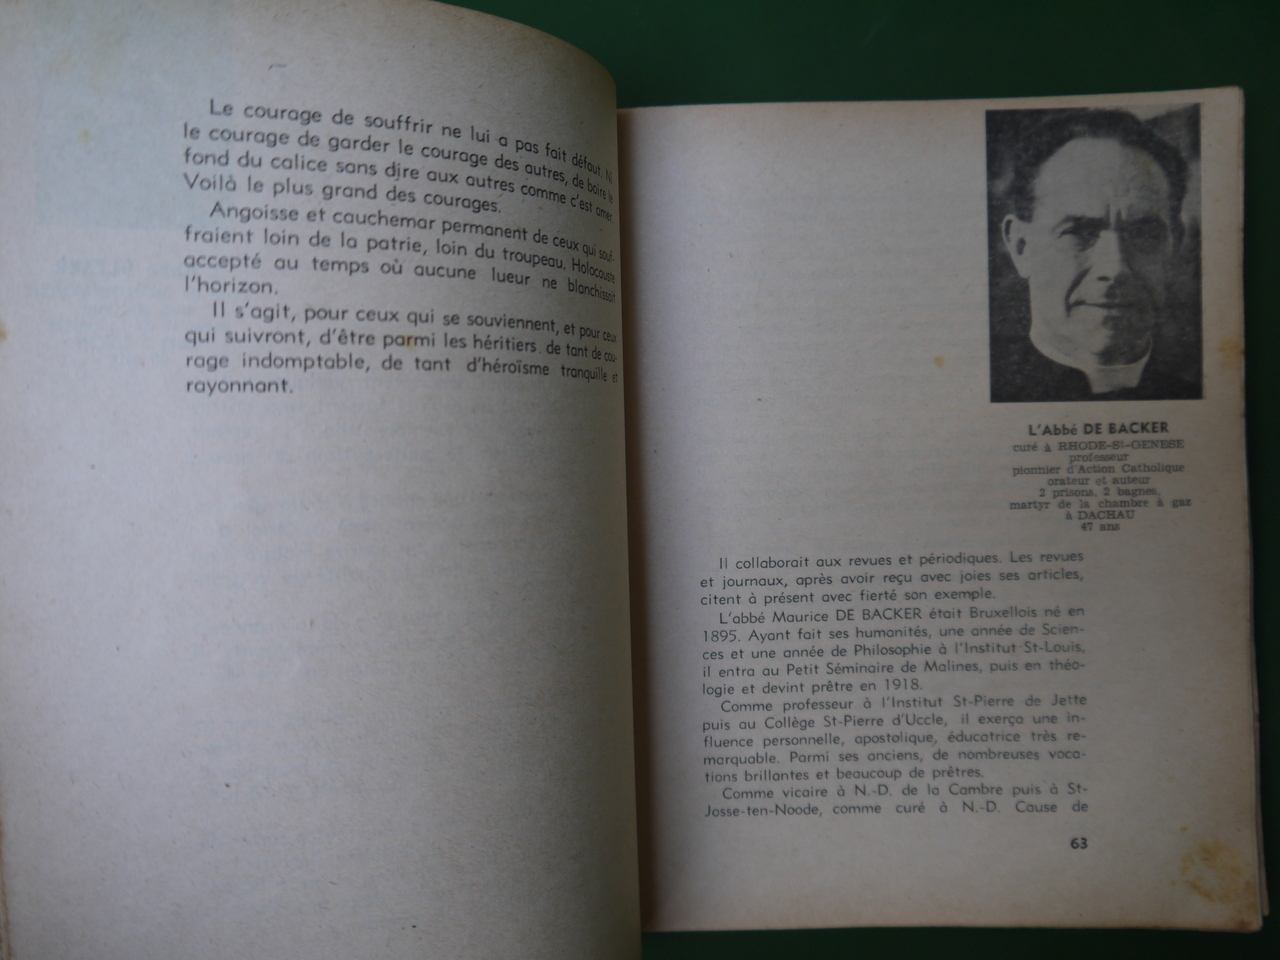 Le courage de souffrir ne lui a pas fait défaut. Ni
le courage de garder le courage des autres, de boire le
fond du calice sans dire aux autres comme c'est amer.
Voilà le plus grand des courages.
Angoisse et cauchemar permanent de ceux qui souf-
fraient loin de la patrie, loin du troupeau. Holocauste
accepté au temps où aucune lueur ne blanchissait
l'horizon.
Il s'agit, pour ceux qui se souviennent, et pour ceux
qui suivront, d'être parmi les héritiers de tant de cou-
rage indomptable, de tant d'héroïsme tranquille et
rayonnant.
L'Abbé DE BACKER
curé à RHODE-St-GENESE
professeur
pionnier d'Action Catholique
orateur et auteur
2 prisons, 2 bagnes,
martyr de la chambre à gaz
à DACHAU
47 ans
Il collaborait aux revues et périodiques. Les revues
et journaux, après avoir reçu avec joies ses articles,
citent à présent avec fierté son exemple.
L'abbé Maurice DE BACKER était Bruxellois né en
1895. Ayant fait ses humanités, une année de Scien-
ces et une année de Philosophie à l'Institut St-Louis,
il entra au Petit Séminaire de Malines, puis en théo-
logie et devint prêtre en 1918.
Comme professeur à l'Institut St-Pierre de Jette
puis au Collège St-Pierre d'Uccle, il exerça une in-
fluence personnelle, apostolique, éducatrice très re-
marquable. Parmi ses anciens, de nombreuses voca-
tions brillantes et beaucoup de prêtres.
Comme vicaire à N.-D. de la Cambre puis à St-
Josse-ten-Noode, comme curé à N.-D. Cause de
63